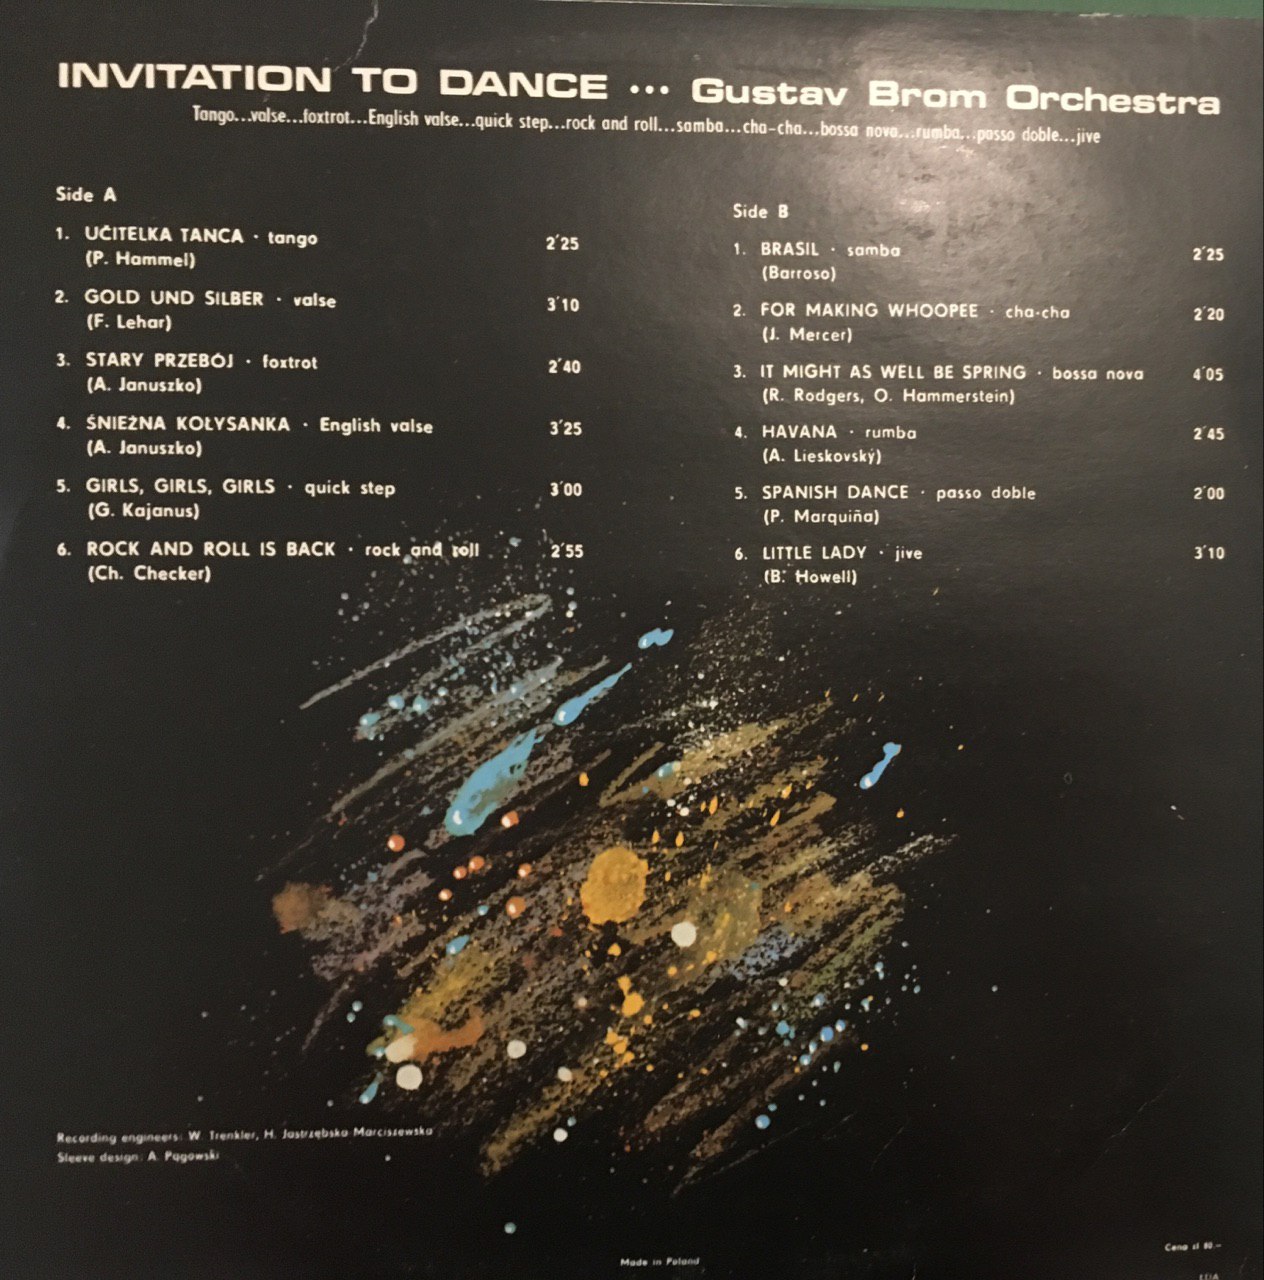 INVITATION TO DANCE ... Gustav Brom Orchestra
Tango...valse...foxtrot...English valse...quick step...rock and roll...samba...cha-cha...bossa nova...rumba...passo doble...jive
Side A
1. UČITELKA TANCA · tango 2'25
(P. Hammel)
2. GOLD UND SILBER · valse 3'10
(F. Lehar)
3. STARY PRZEBÓJ · foxtrot 2'40
(A. Januszko)
4. ŚNIEŻNA KOŁYSANKA · English valse 3'25
(A. Januszko)
5. GIRLS, GIRLS, GIRLS · quick step 3'00
(G. Kajanus)
6. ROCK AND ROLL IS BACK · rock and roll 2'55
(Ch. Checker)
Side B
1. BRASIL · samba 2'25
(Barroso)
2. FOR MAKING WHOOPEE · cha-cha 2'20
(J. Mercer)
3. IT MIGHT AS WELL BE SPRING · bossa nova 4'05
(R. Rodgers, O. Hammerstein)
4. HAVANA · rumba 2'45
(A. Lieskovský)
5. SPANISH DANCE · passo doble 2'00
(P. Marquiña)
6. LITTLE LADY · jive 3'10
(B. Howell)
Recording engineers: W. Trenkler, H. Jastrzębska Marciszewska
Sleeve design: A. Pągowski
Made in Poland
Cena zł 80.–